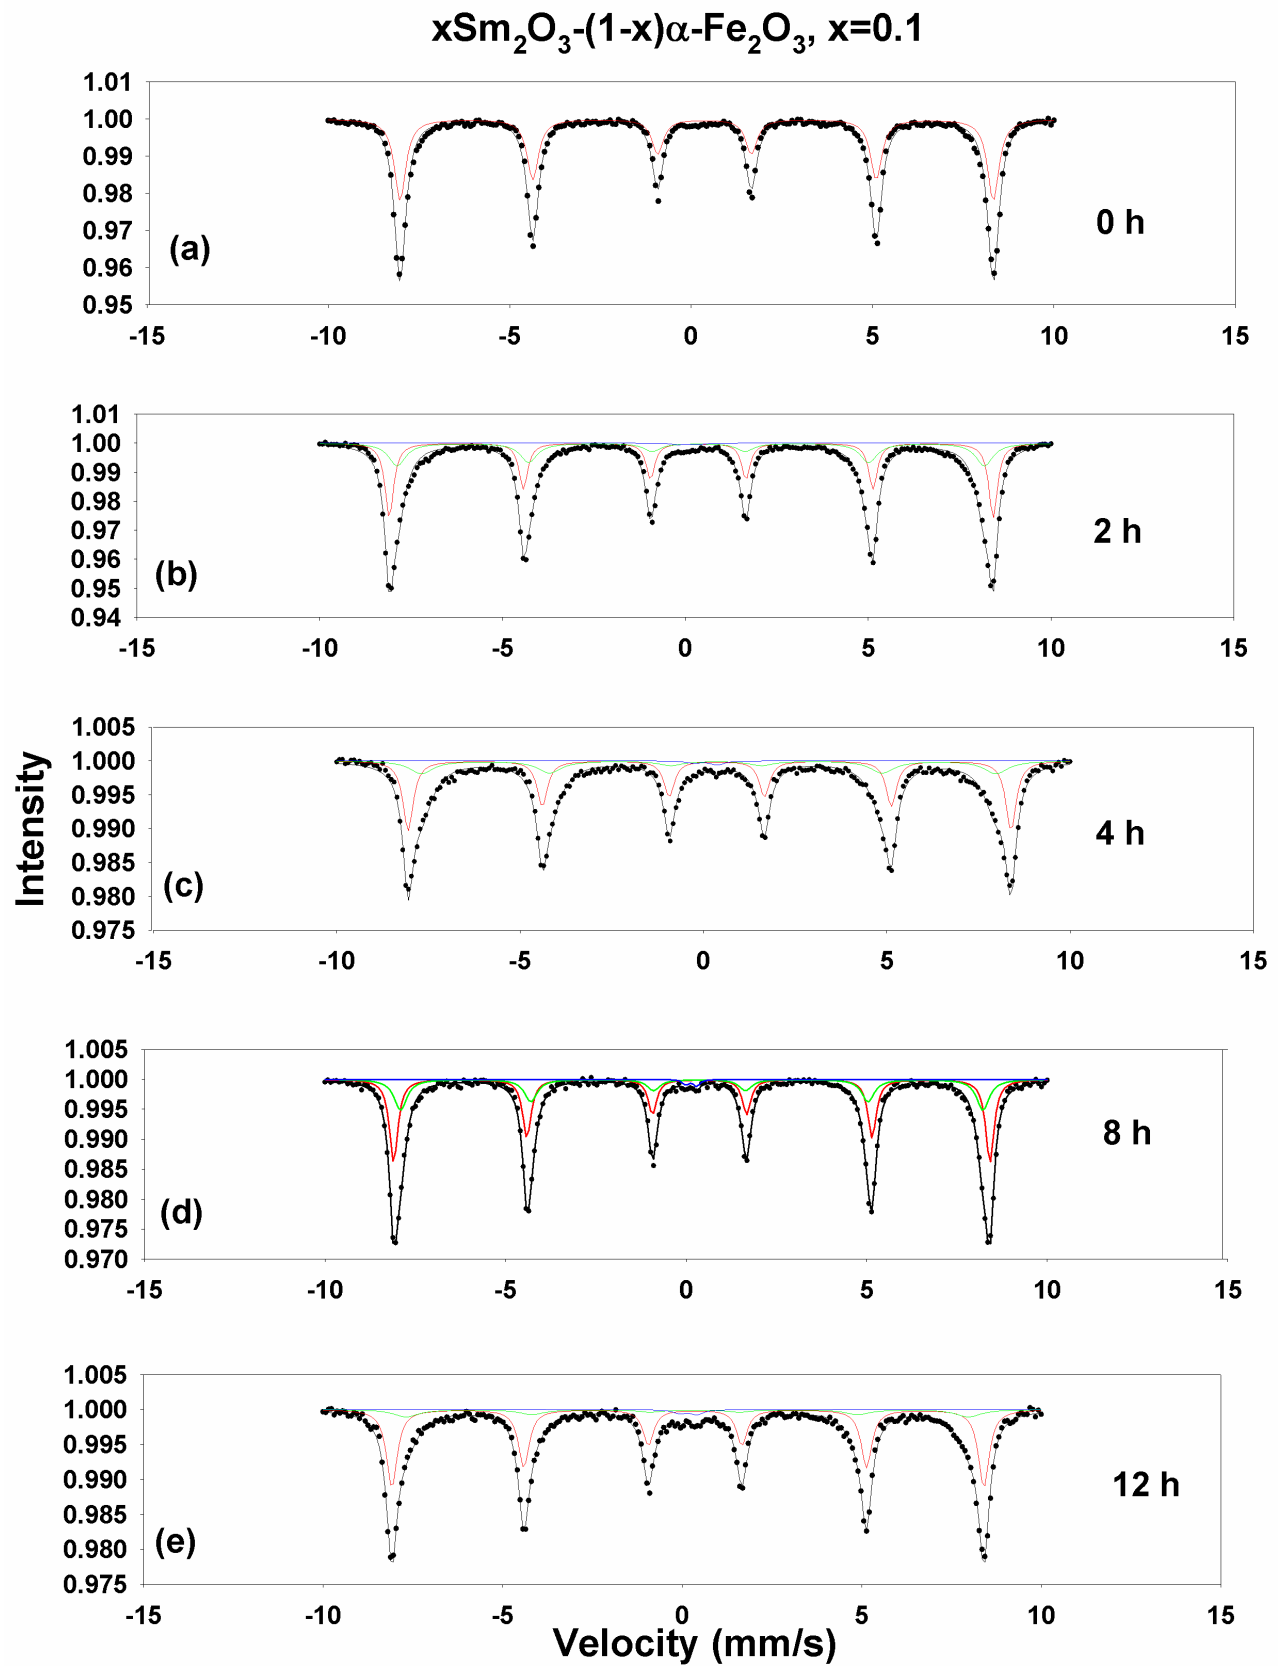 xSm₂O₃-(1-x)α-Fe₂O₃, x=0.1
1.01
1.00
0.99
0.98
0.97
0.96
0.95
(a)
0 h
-15 -10 -5 0 5 10 15
1.01
1.00
0.99
0.98
0.97
0.96
0.95
0.94
(b)
2 h
-15 -10 -5 0 5 10 15
Intensity
1.005
1.000
0.995
0.990
0.985
0.980
0.975
(c)
4 h
-15 -10 -5 0 5 10 15
1.005
1.000
0.995
0.990
0.985
0.980
0.975
0.970
(d)
8 h
-15 -10 -5 0 5 10 15
1.005
1.000
0.995
0.990
0.985
0.980
0.975
(e)
12 h
-15 -10 -5 0 5 10 15
Velocity (mm/s)